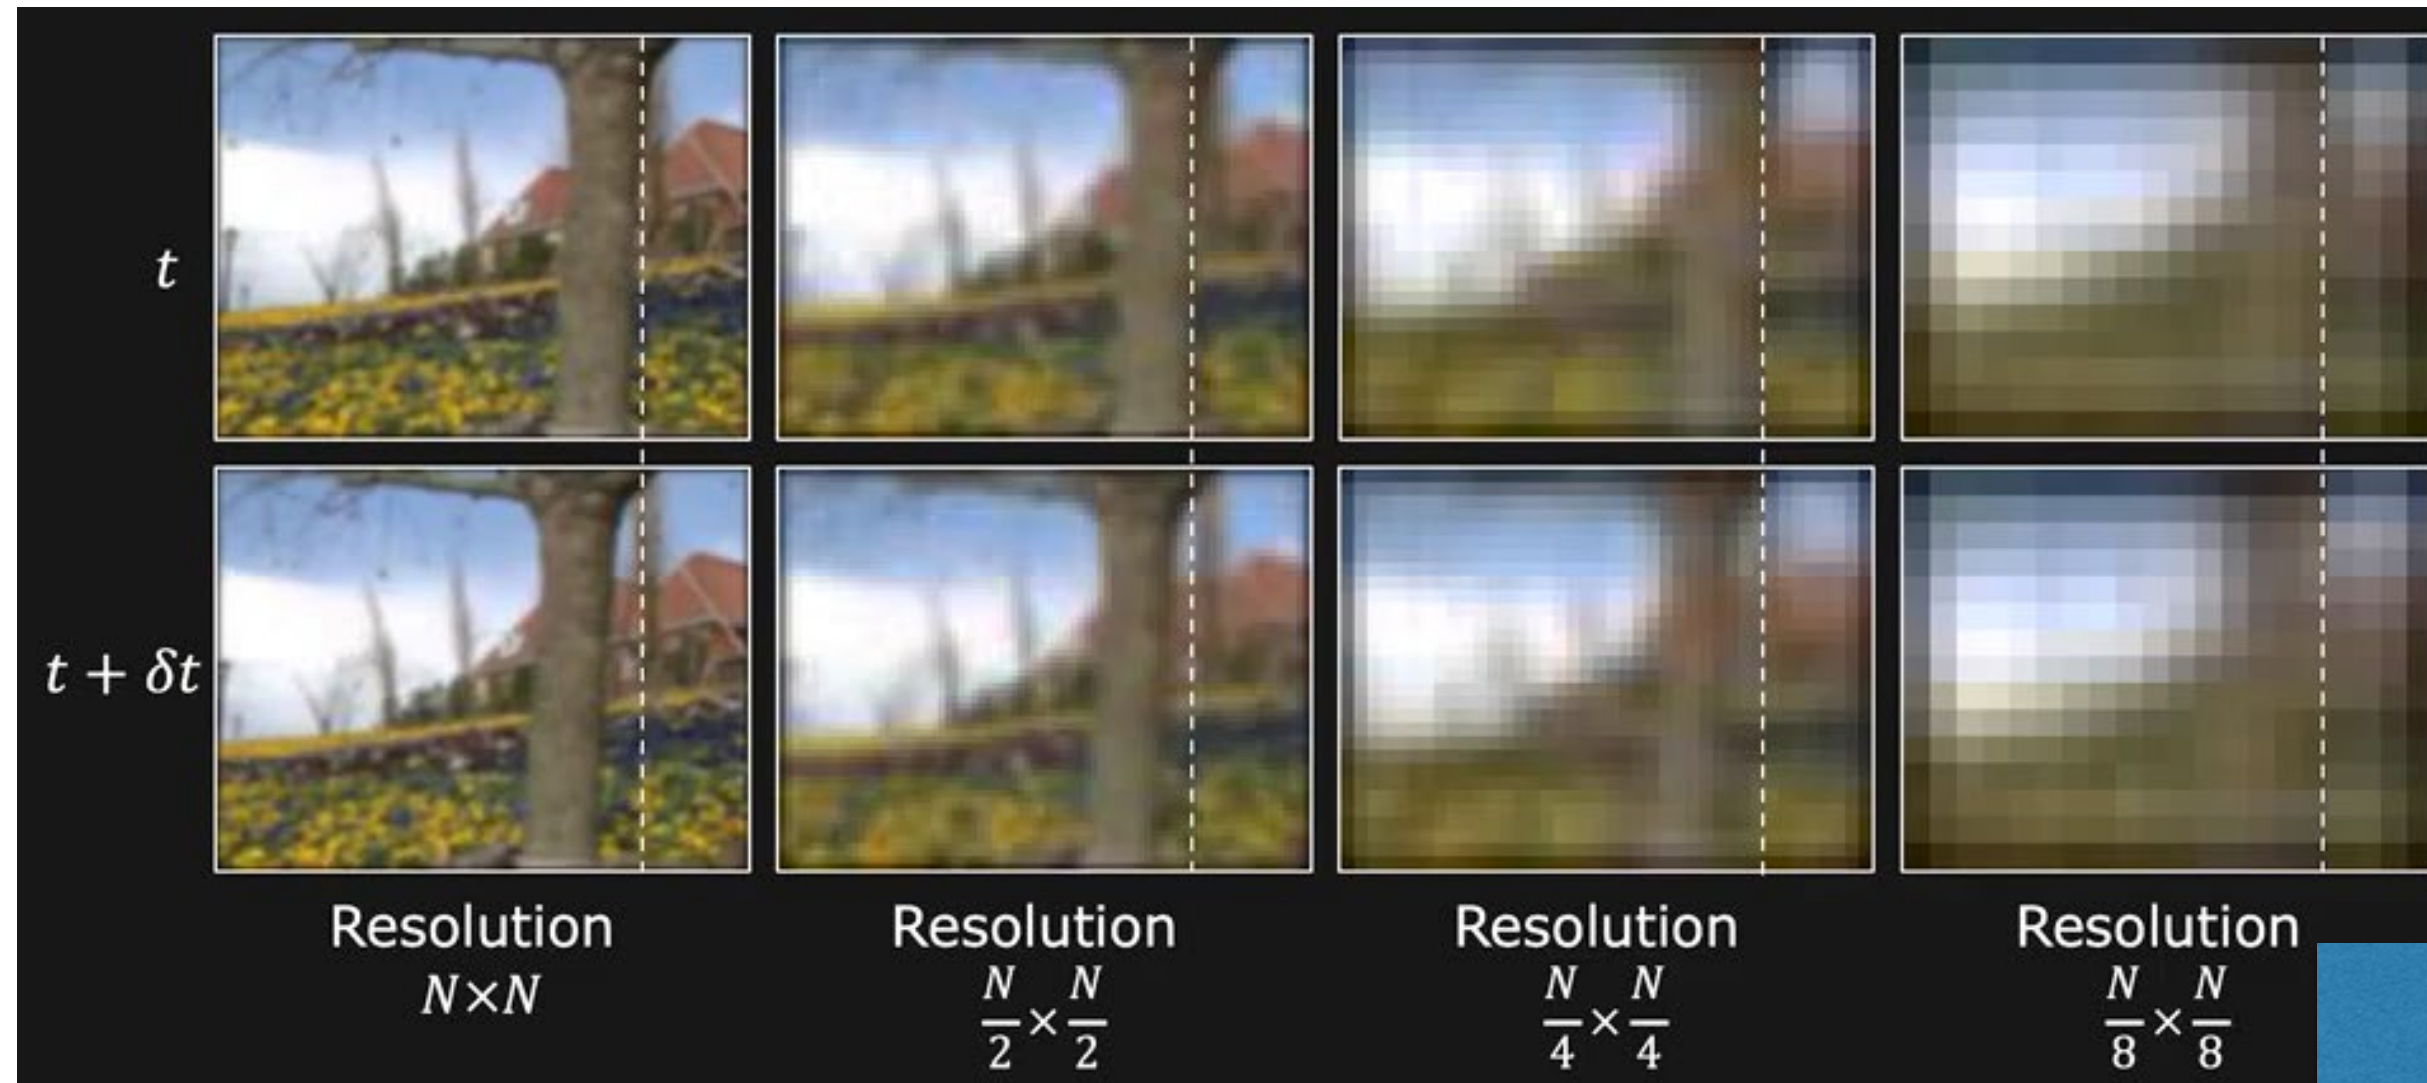 t
t + δt
Resolution
N×N
Resolution
N/2 × N/2
Resolution
N/4 × N/4
Resolution
N/8 × N/8